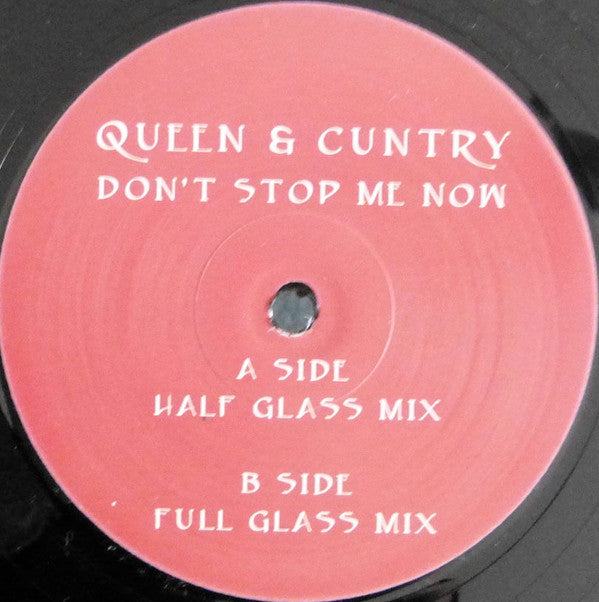 QUEEN & CUNTRY
DON'T STOP ME NOW
A SIDE
HALF GLASS MIX
B SIDE
FULL GLASS MIX